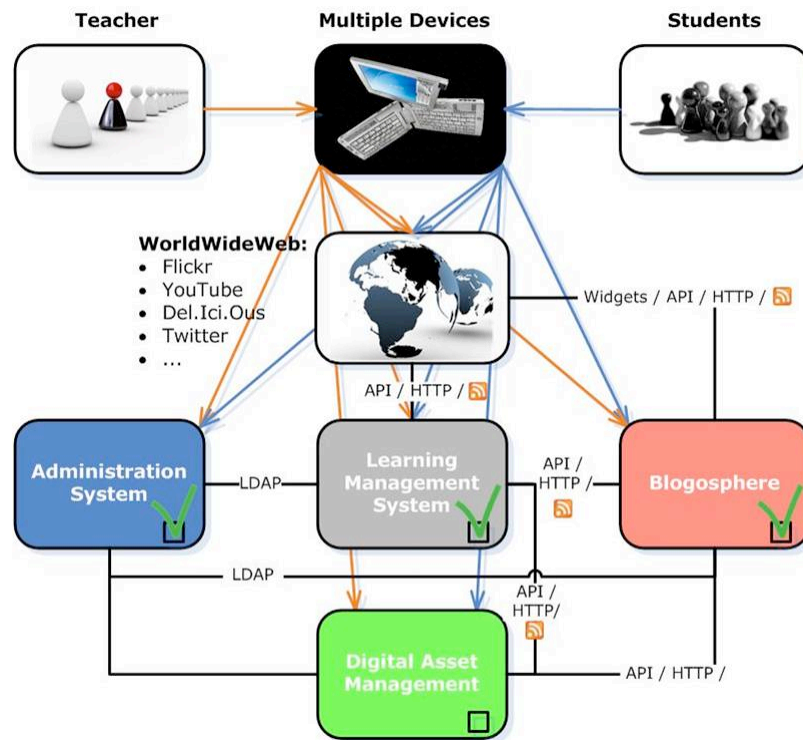 Teacher
Multiple Devices
Students
WorldWideWeb:
• Flickr
• YouTube
• Del.Ici.Ous
• Twitter
• ...
Widgets / API / HTTP /
API / HTTP /
Administration
System
LDAP
Learning
Management
System
API /
HTTP /
Blogosphere
LDAP
API /
HTTP/
Digital Asset
Management
API / HTTP /